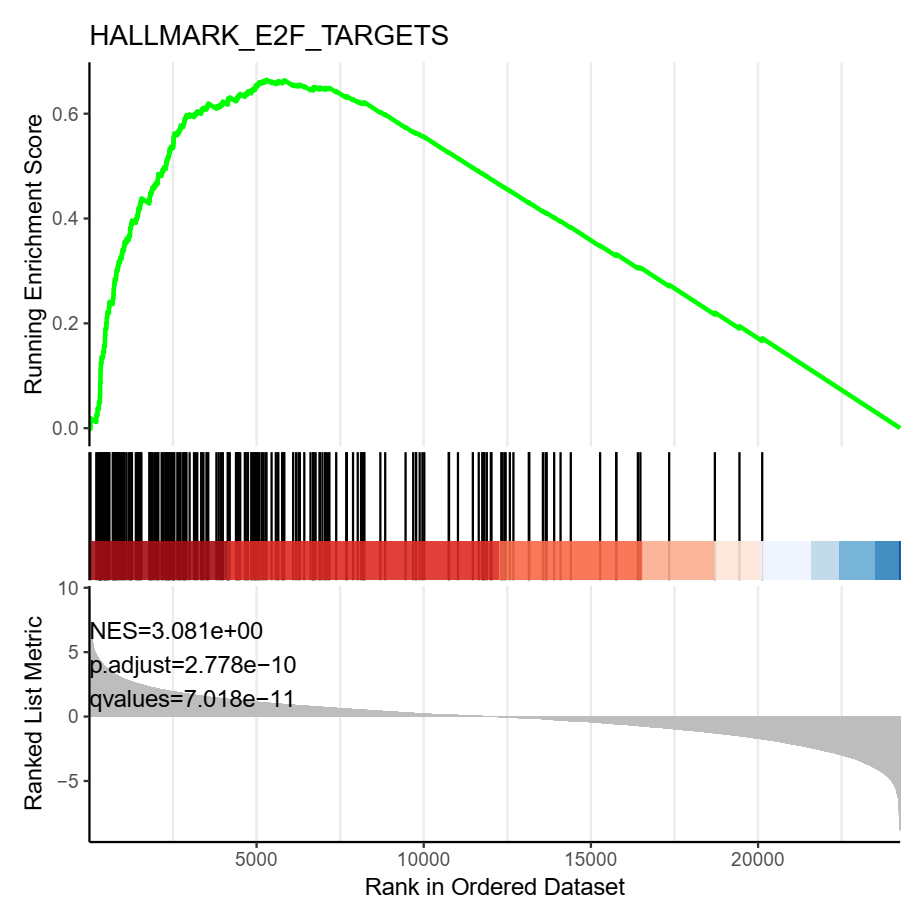 HALLMARK_E2F_TARGETS
Running Enrichment Score
0.6
0.4
0.2
0.0
Ranked List Metric
10
5
0
−5
NES=3.081e+00
p.adjust=2.778e−10
qvalues=7.018e−11
5000 10000 15000 20000
Rank in Ordered Dataset